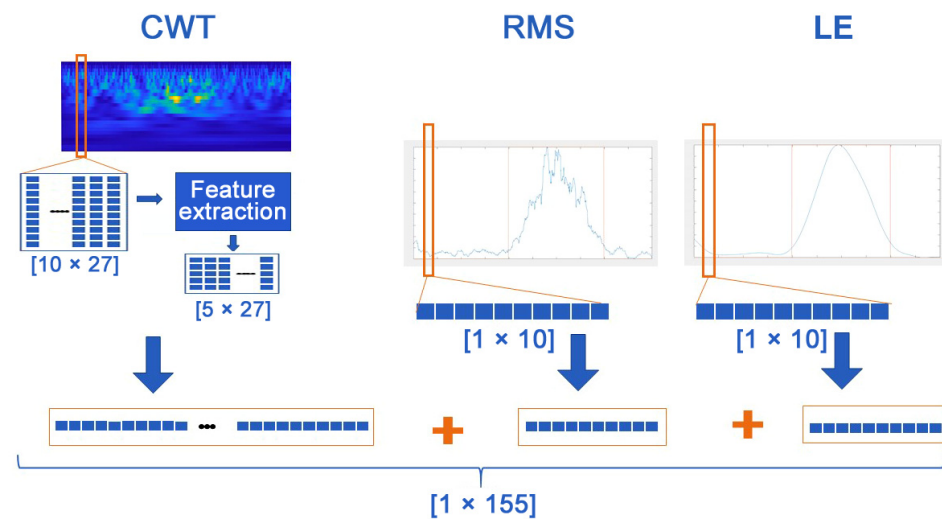 CWT
RMS
LE
Feature
extraction
[10 × 27]
[5 × 27]
[1 × 10]
[1 × 10]
[1 × 155]